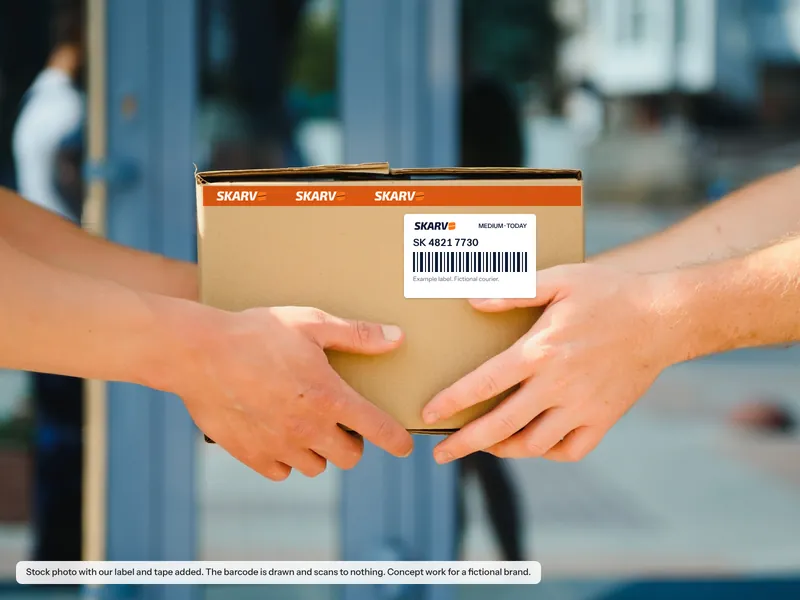 SKARV SKARV SKARV
SKARV MEDIUM · TODAY
SK 4821 7730
Example label. Fictional courier.
Stock photo with our label and tape added. The barcode is drawn and scans to nothing. Concept work for a fictional brand.